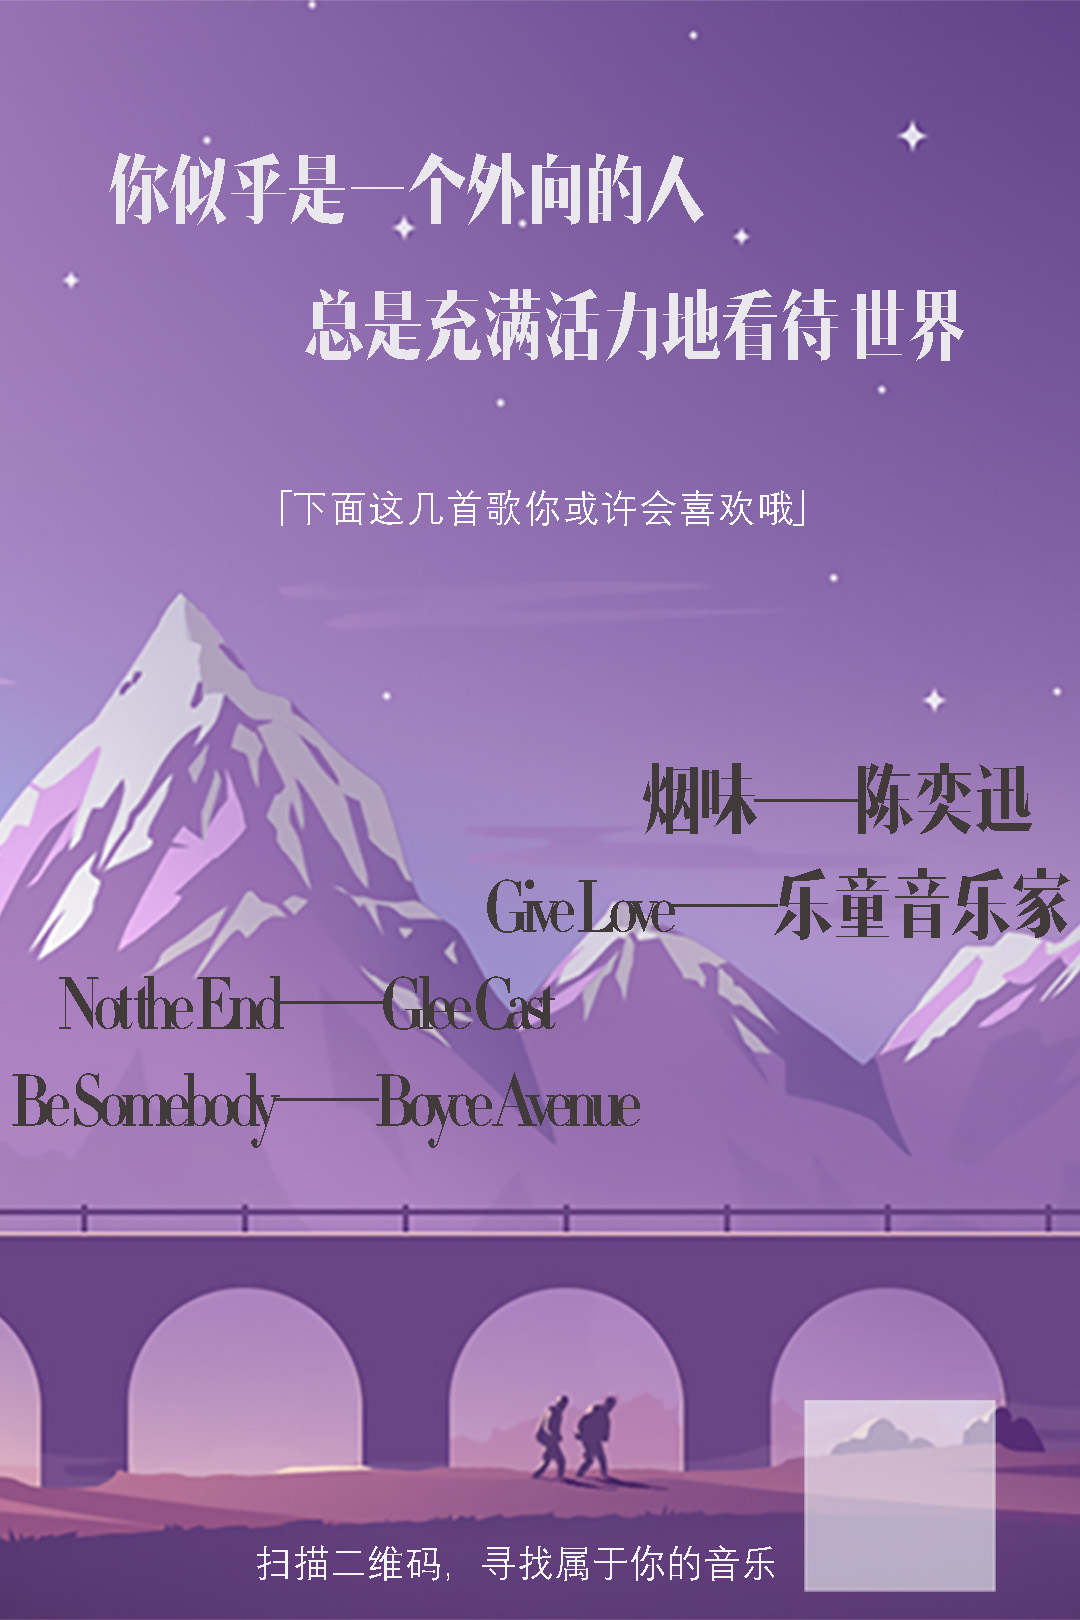 你似乎是一个外向的人
总是充满活力地看待世界
「下面这几首歌你或许会喜欢哦」
烟味——陈奕迅
Give Love——乐童音乐家
Not the End——Glee Cast
Be Somebody——Boyce Avenue
扫描二维码，寻找属于你的音乐